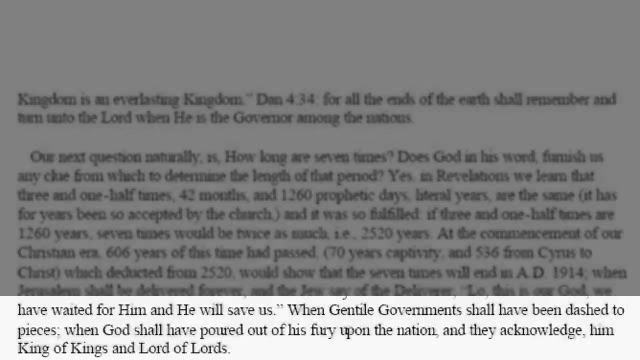 Kingdom is an everlasting Kingdom." Dan 4:34: for all the ends of the earth shall remember and
turn unto the Lord when He is the Governor among the nations.
Our next question naturally, is, How long are seven times? Does God in his word, furnish us
any clue from which to determine the length of that period? Yes, in Revelations we learn that
three and one-half times, 42 months, and 1260 prophetic days, literal years, are the same (it has
for years been so accepted by the church,) and it was so fulfilled: if three and one-half times are
1260 years, seven times would be twice as much, i.e., 2520 years. At the commencement of our
Christian era, 606 years of this time had passed, (70 years captivity, and 536 from Cyrus to
Christ) which deducted from 2520, would show that the seven times will end in A.D. 1914; when
Jerusalem shall be delivered forever, and the Jew say of the Deliverer, "Lo, this is our God, we
have waited for Him and He will save us." When Gentile Governments shall have been dashed to
pieces; when God shall have poured out of his fury upon the nation, and they acknowledge, him
King of Kings and Lord of Lords.